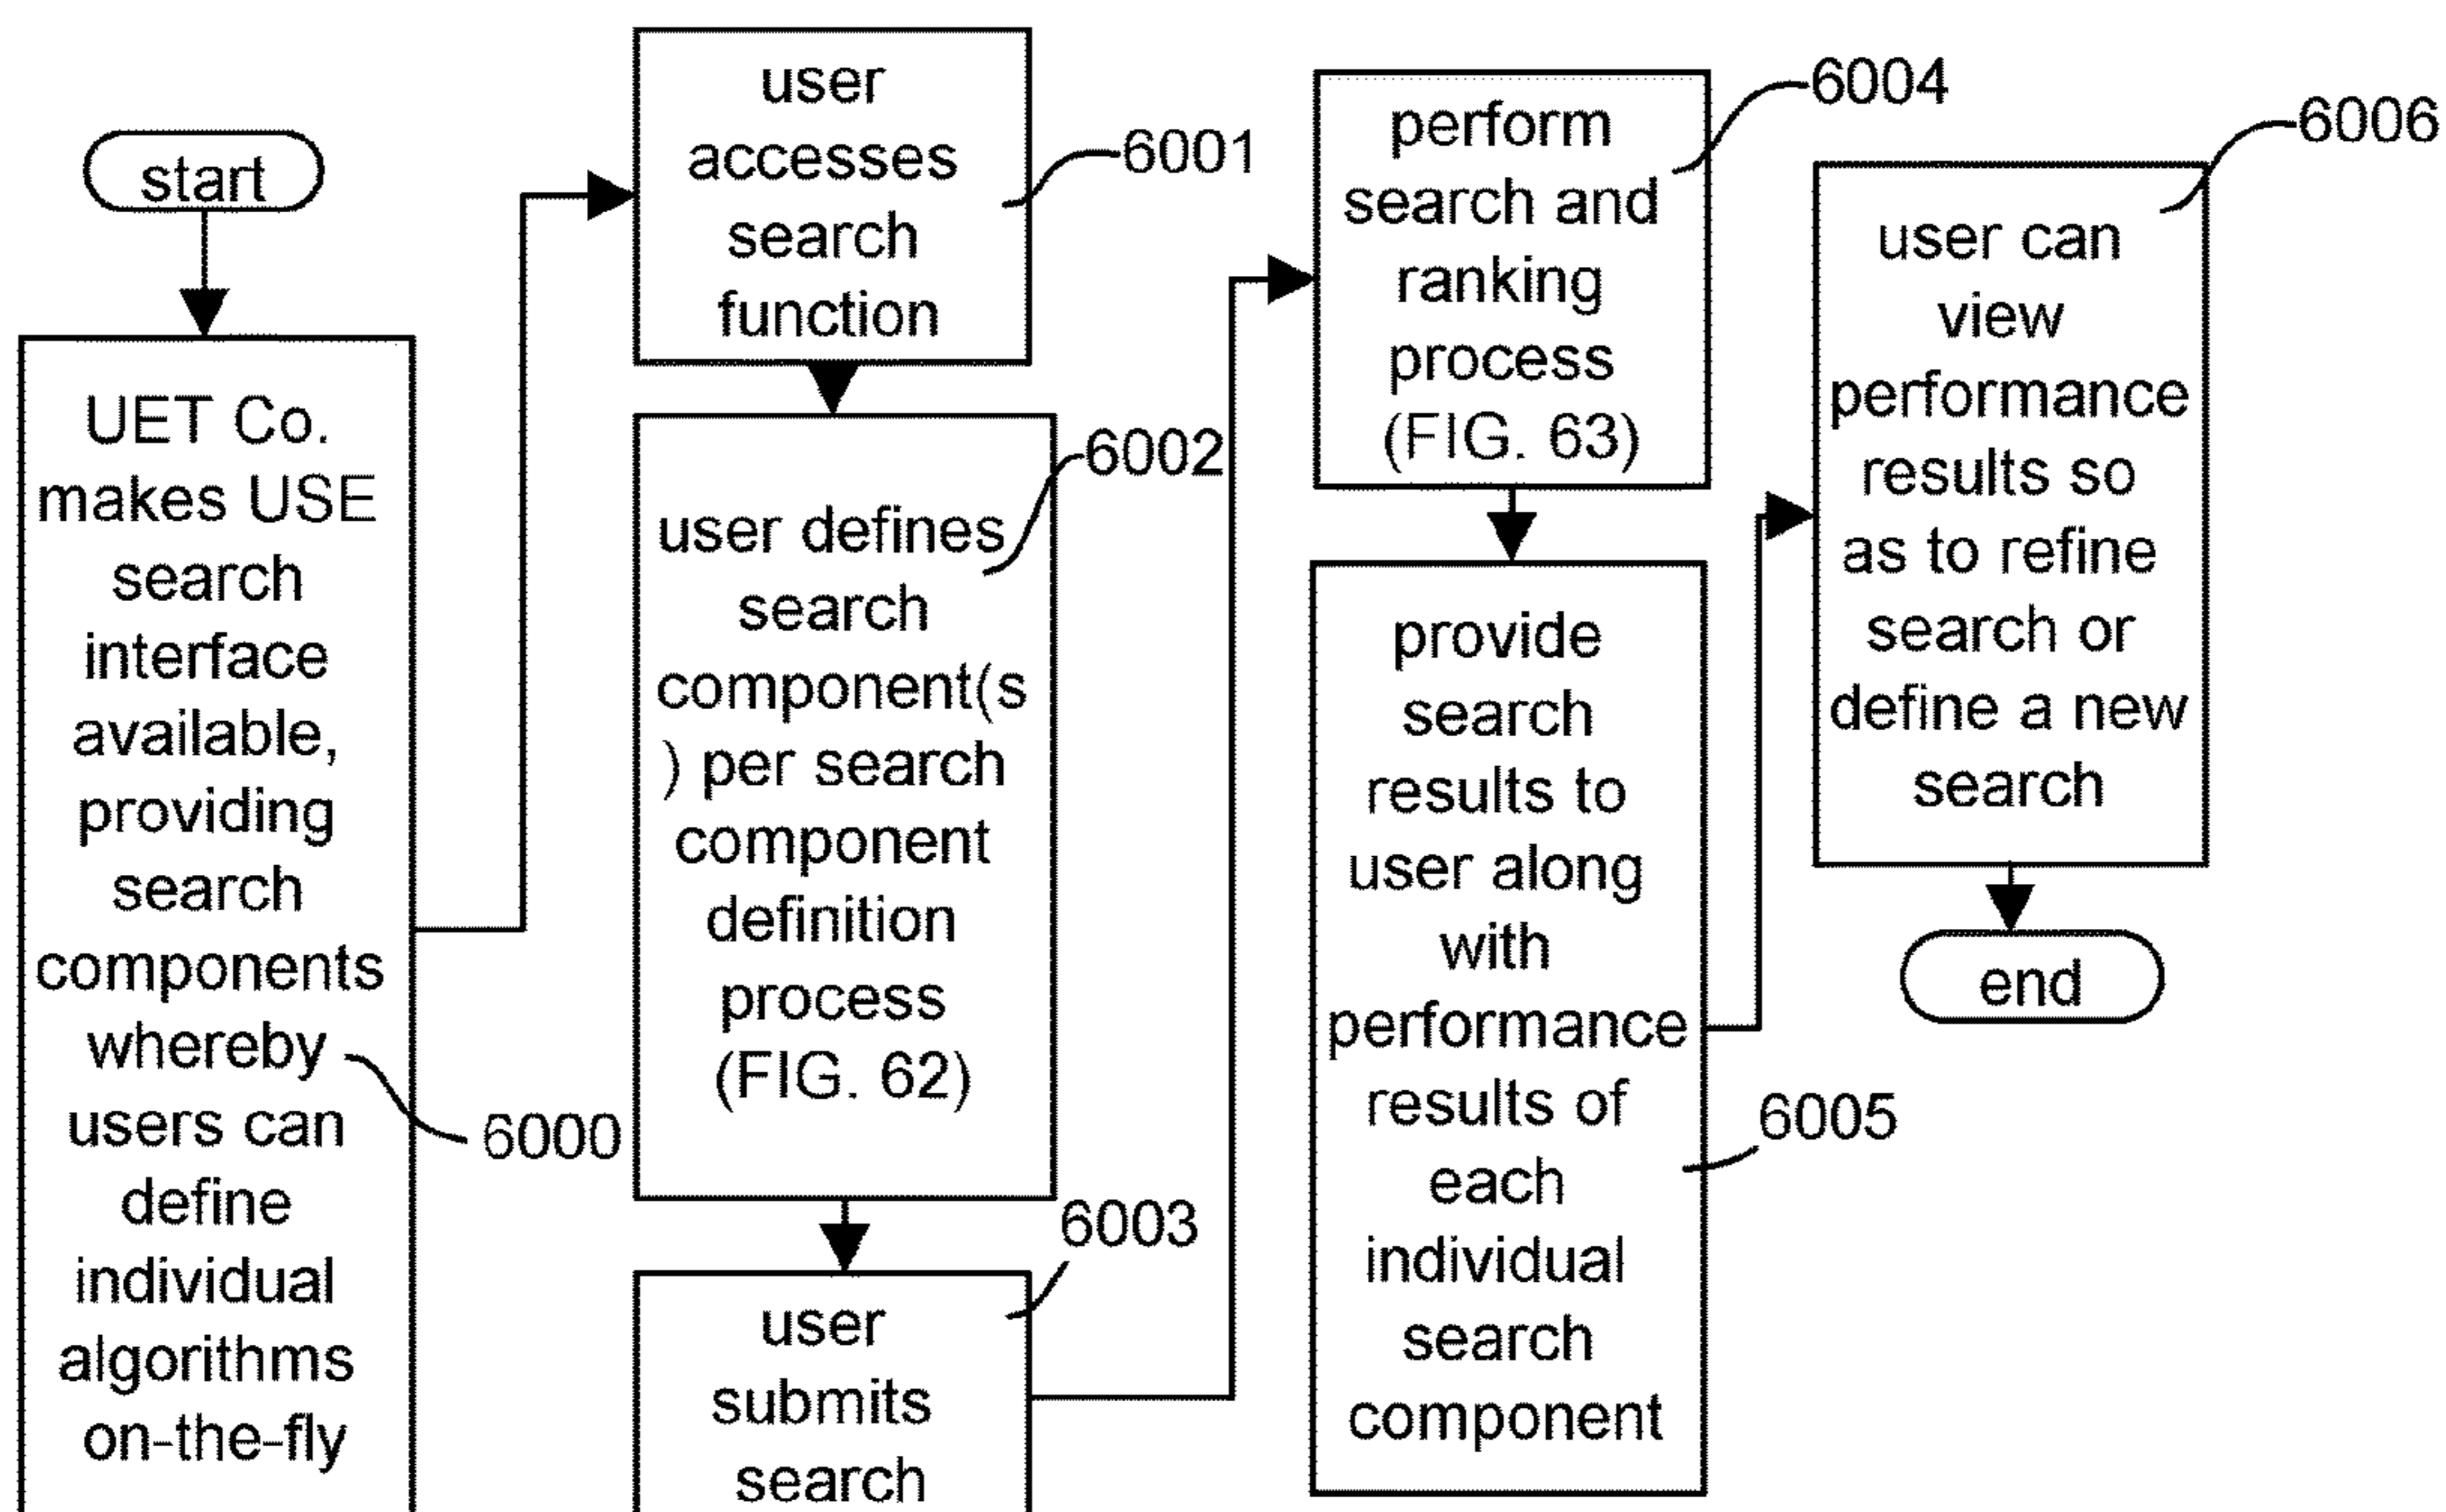 start
UET Co.
makes USE
search
interface
available,
providing
search
components
whereby
users can
define
individual
algorithms
on-the-fly
6000
user
accesses
search
function
6001
user defines
search
component(s
) per search
component
definition
process
(FIG. 62)
6002
user
submits
search
6003
perform
search and
ranking
process
(FIG. 63)
6004
provide
search
results to
user along
with
performance
results of
each
individual
search
component
6005
user can
view
performance
results so
as to refine
search or
define a new
search
6006
end